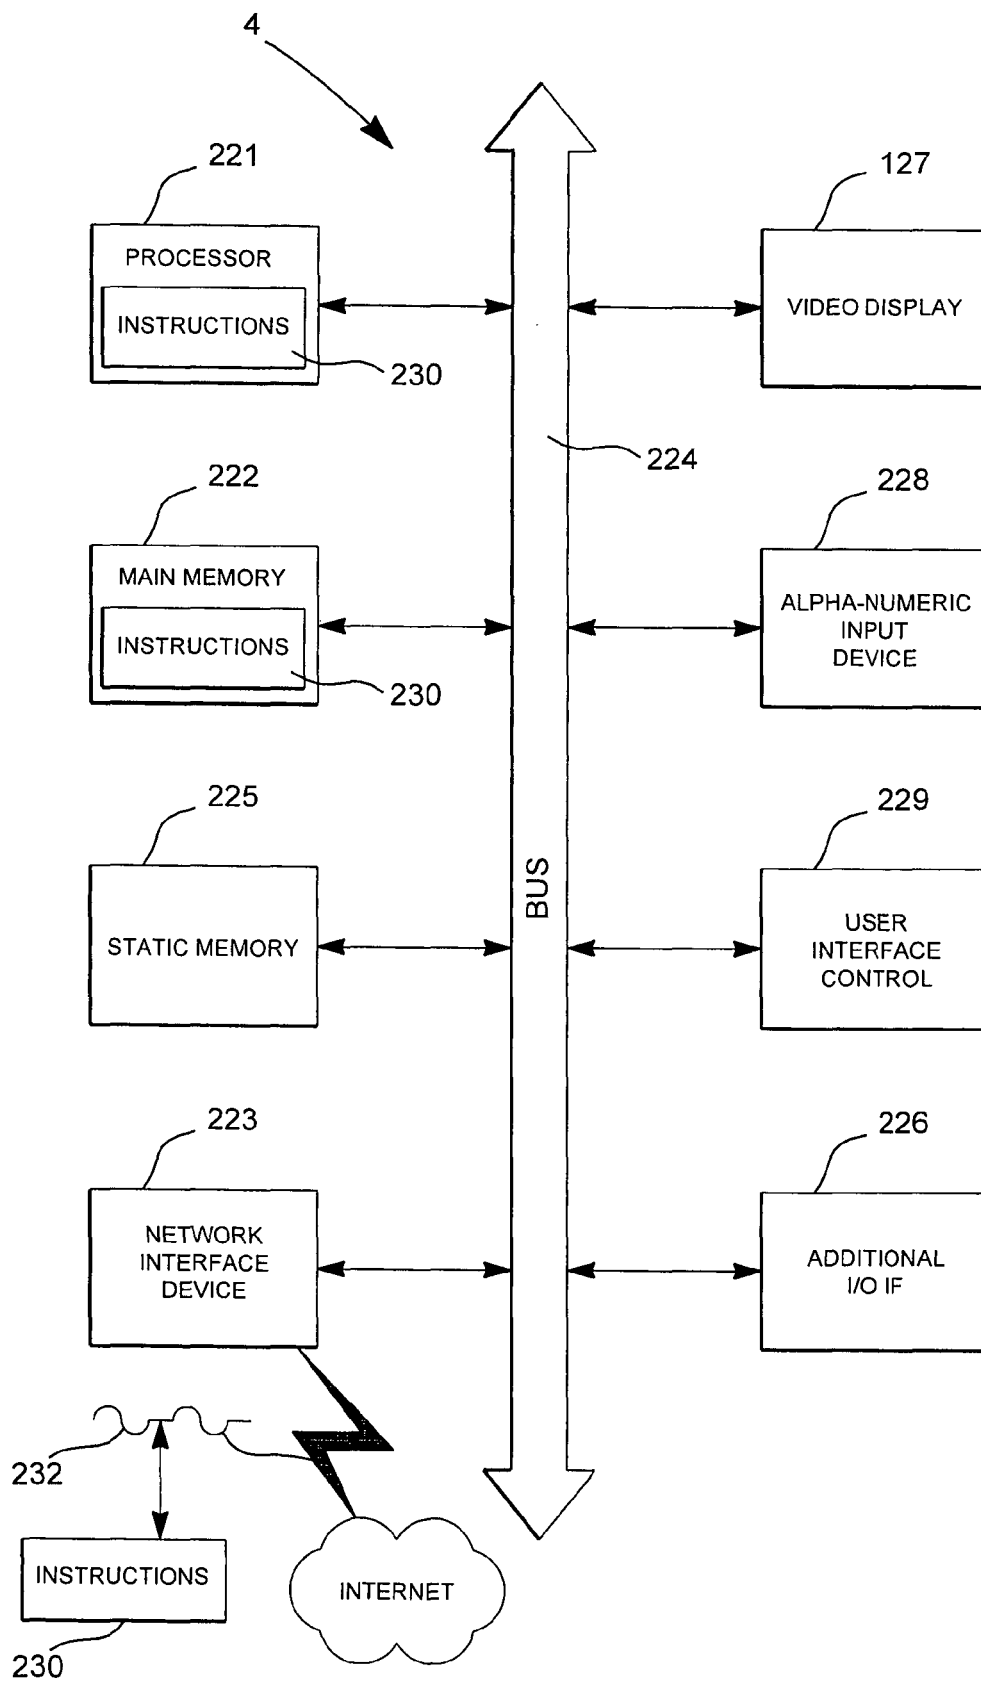 4
221
127
PROCESSOR
INSTRUCTIONS
VIDEO DISPLAY
230
224
222
228
MAIN MEMORY
INSTRUCTIONS
230
ALPHA-NUMERIC
INPUT
DEVICE
225
229
BUS
STATIC MEMORY
USER
INTERFACE
CONTROL
223
226
NETWORK
INTERFACE
DEVICE
ADDITIONAL
I/O IF
232
INSTRUCTIONS
INTERNET
230